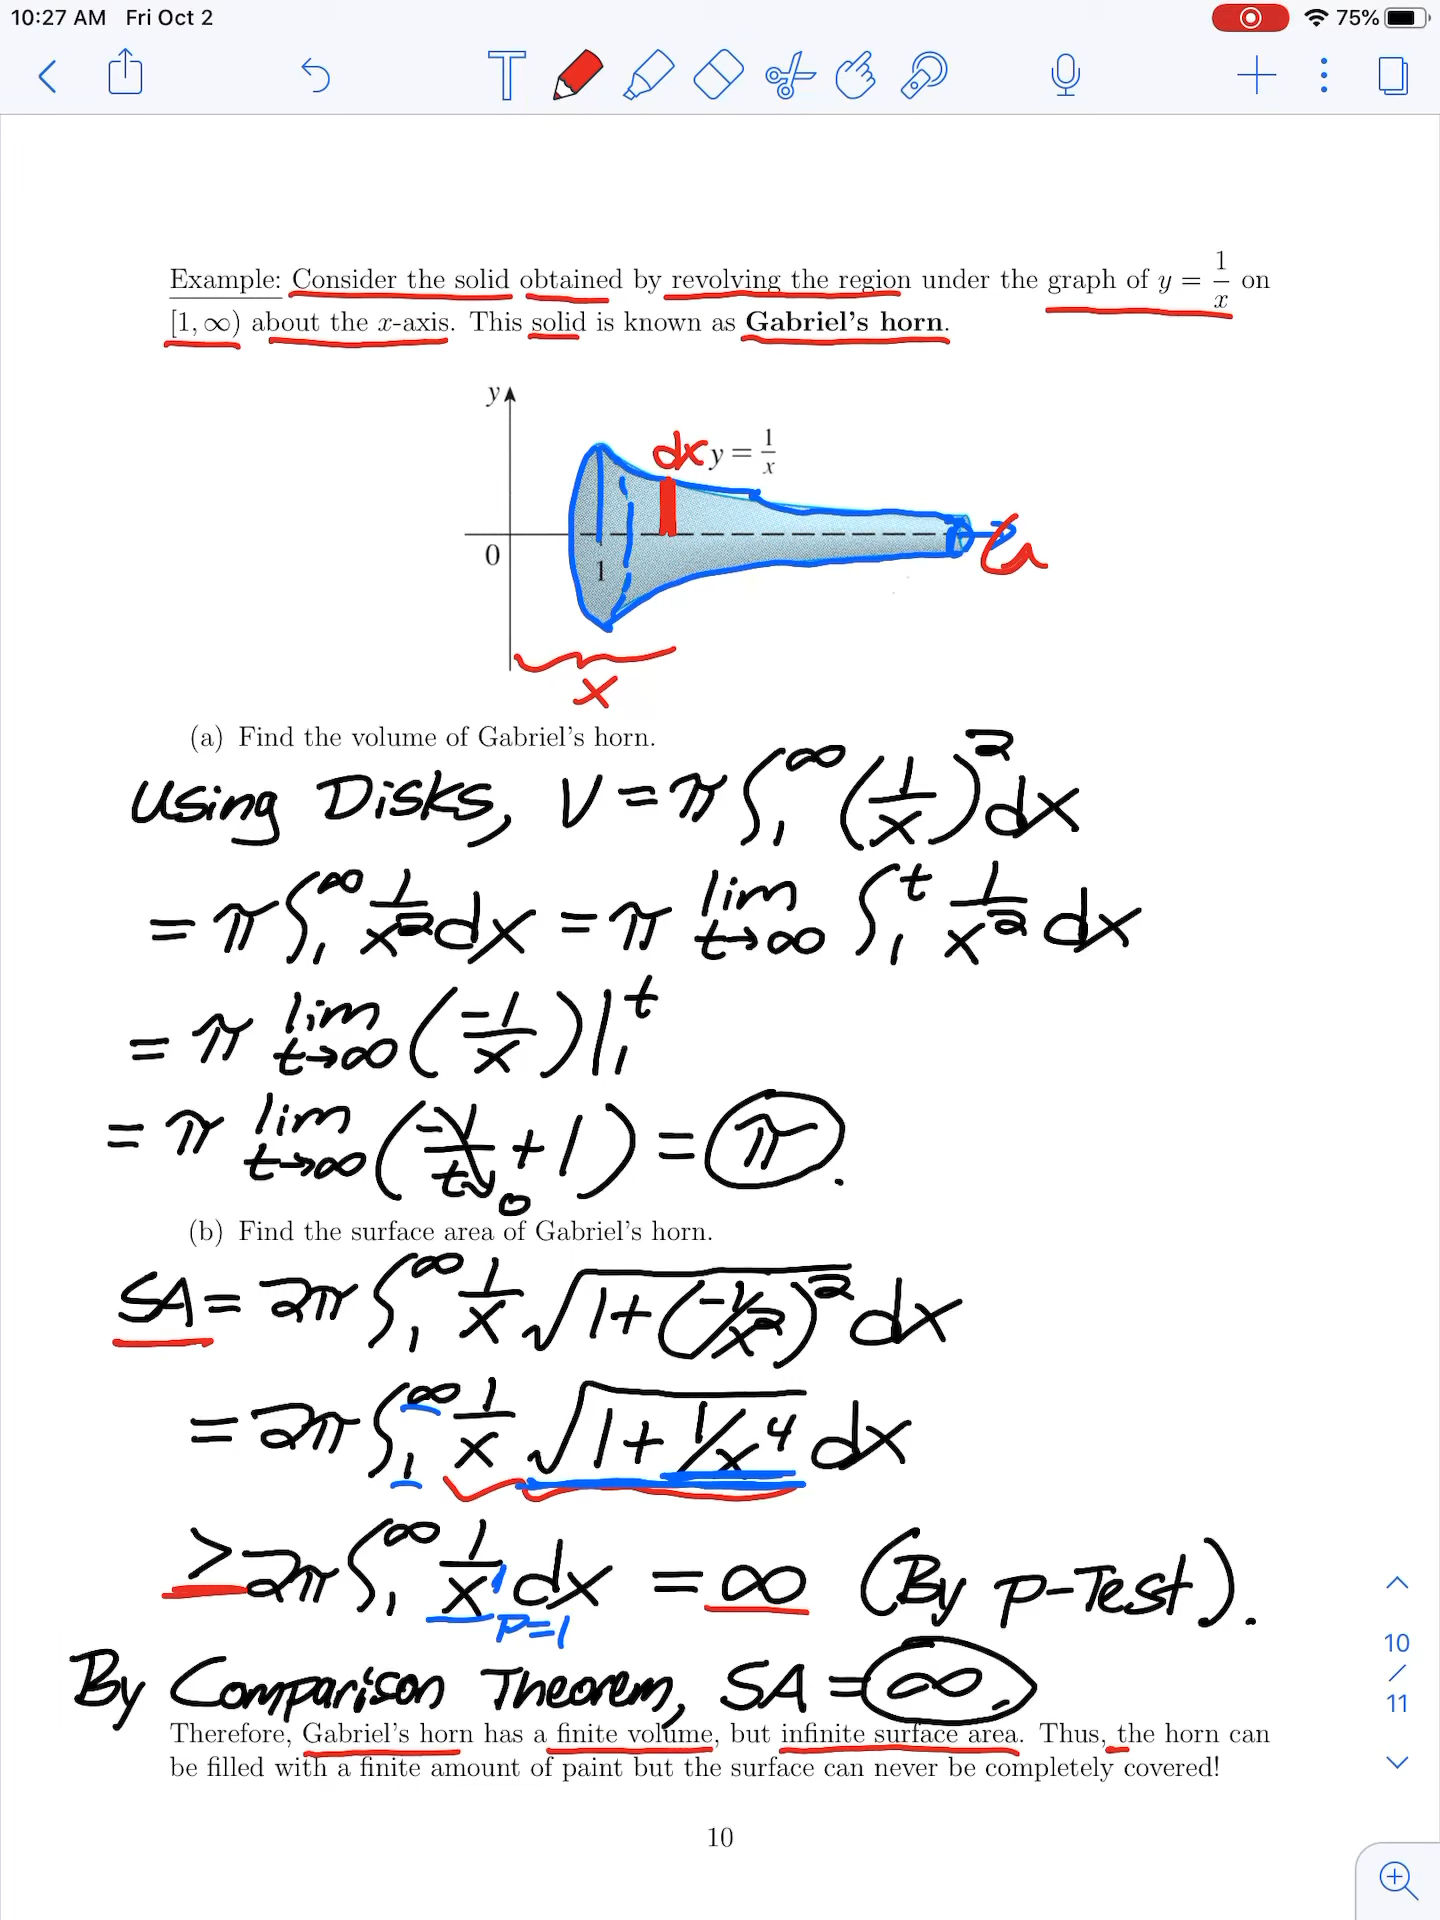 10:27 AM Fri Oct 2
75%
Example: Consider the solid obtained by revolving the region under the graph of y = 1/x on
[1, ∞) about the x-axis. This solid is known as Gabriel's horn.
y
dx y = 1/x
0
1
x
(a) Find the volume of Gabriel's horn.
Using Disks, V = π ∫₁^∞ (1/x)² dx
= π ∫₁^∞ 1/x² dx = π lim t→∞ ∫₁^t 1/x² dx
= π lim t→∞ (-1/x) |₁^t
= π lim t→∞ (-1/t + 1) = π.
0
(b) Find the surface area of Gabriel's horn.
SA = 2π ∫₁^∞ 1/x √(1 + (-1/x²)²) dx
= 2π ∫₁^∞ 1/x √(1 + 1/x⁴) dx
≥ 2π ∫₁^∞ 1/x¹ dx = ∞ (By p-Test).
P=1
By Comparison Theorem, SA = ∞.
Therefore, Gabriel's horn has a finite volume, but infinite surface area. Thus, the horn can
be filled with a finite amount of paint but the surface can never be completely covered!
10
10
/
11